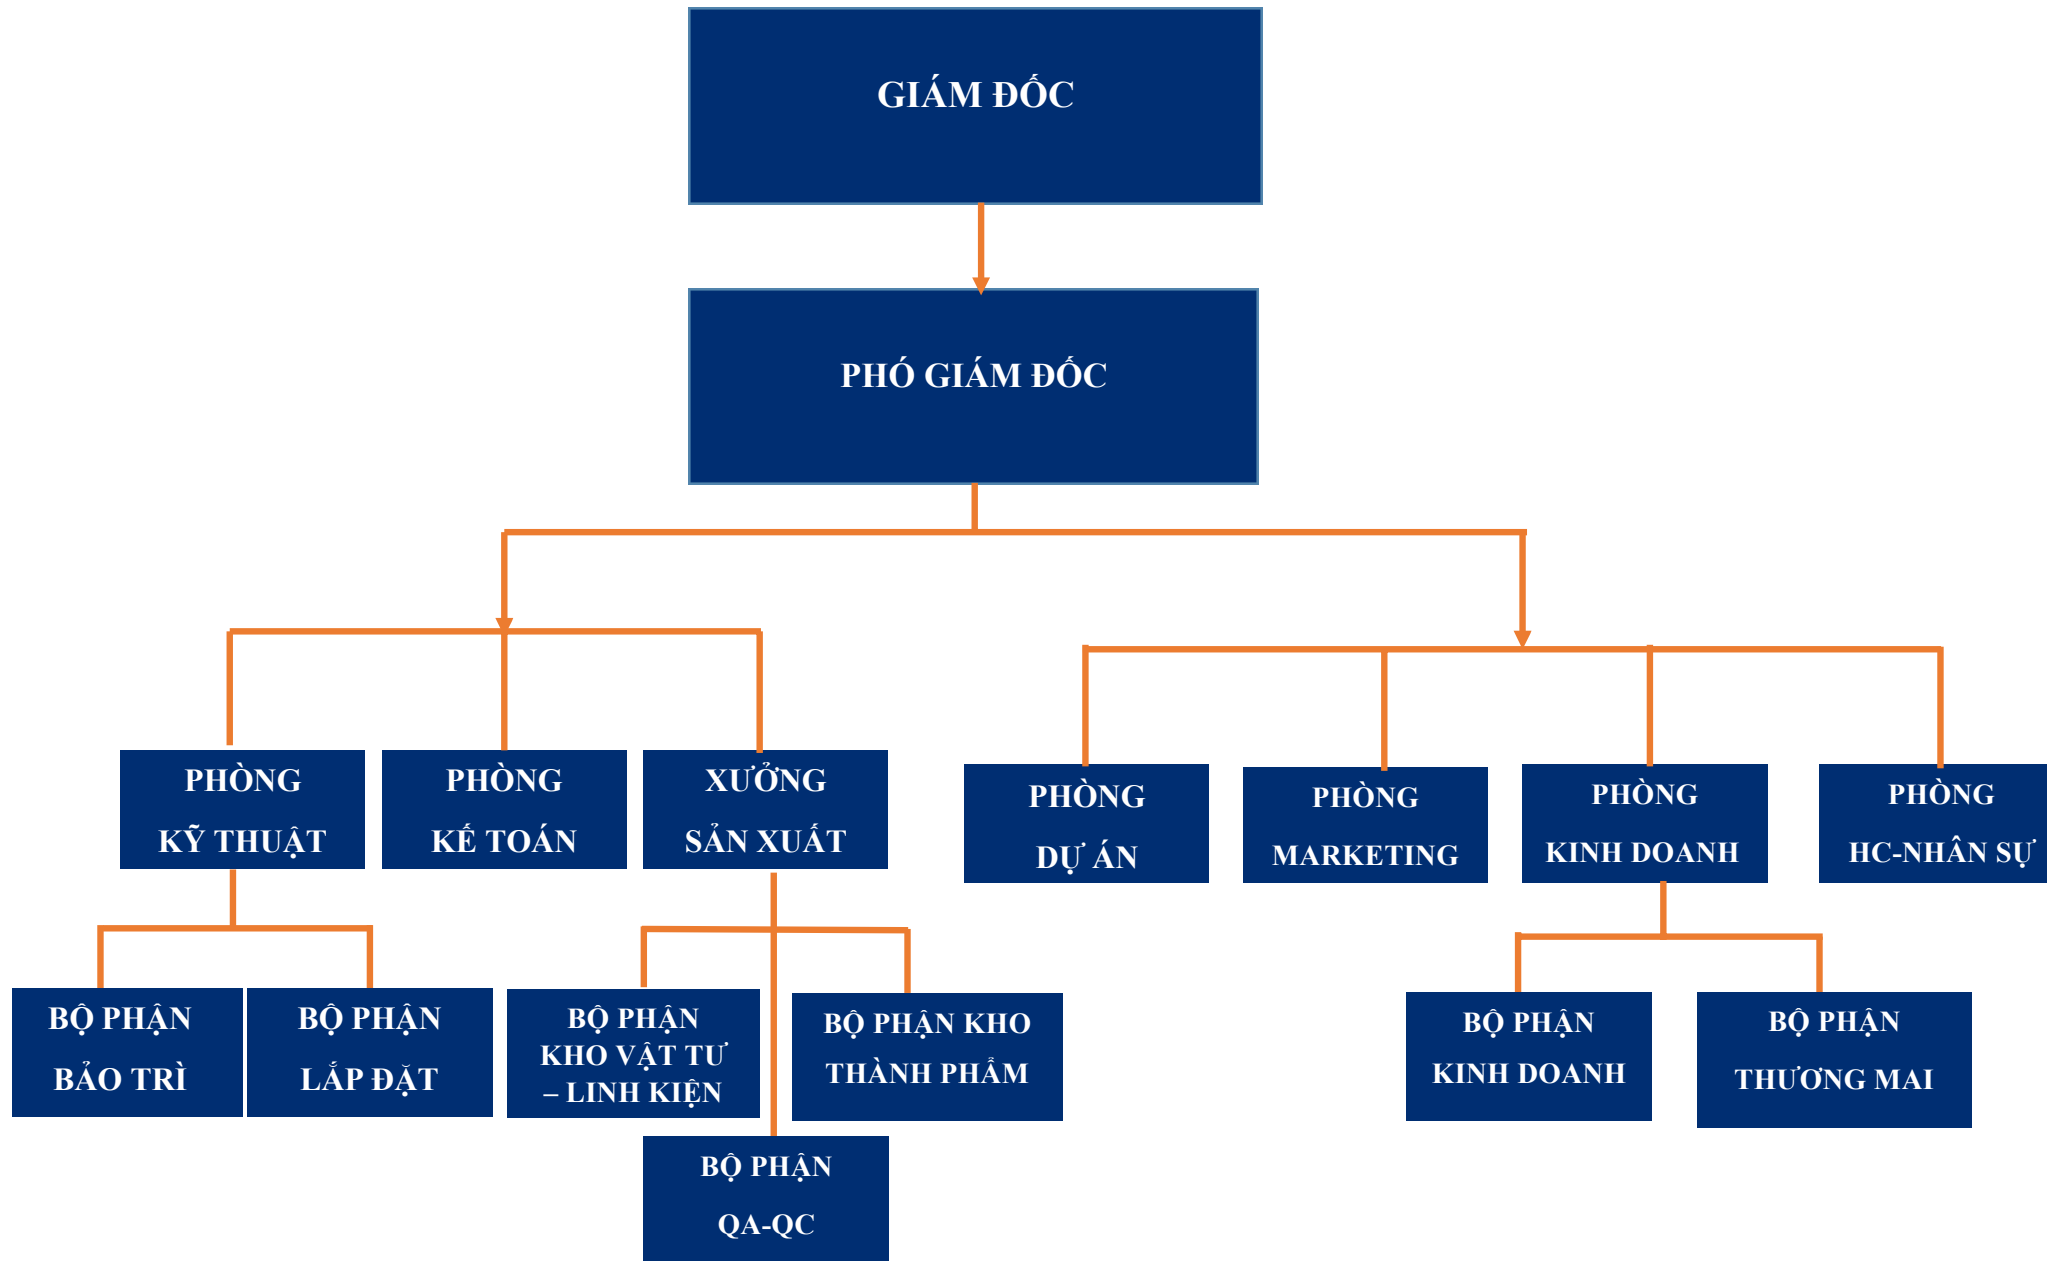 GIÁM ĐỐC
PHÓ GIÁM ĐỐC
PHÒNG
KỸ THUẬT
PHÒNG
KẾ TOÁN
XƯỞNG
SẢN XUẤT
PHÒNG
DỰ ÁN
PHÒNG
MARKETING
PHÒNG
KINH DOANH
PHÒNG
HC-NHÂN SỰ
BỘ PHẬN
BẢO TRÌ
BỘ PHẬN
LẮP ĐẶT
BỘ PHẬN
KHO VẬT TƯ
– LINH KIỆN
BỘ PHẬN KHO
THÀNH PHẨM
BỘ PHẬN
KINH DOANH
BỘ PHẬN
THƯƠNG MAI
BỘ PHẬN
QA-QC